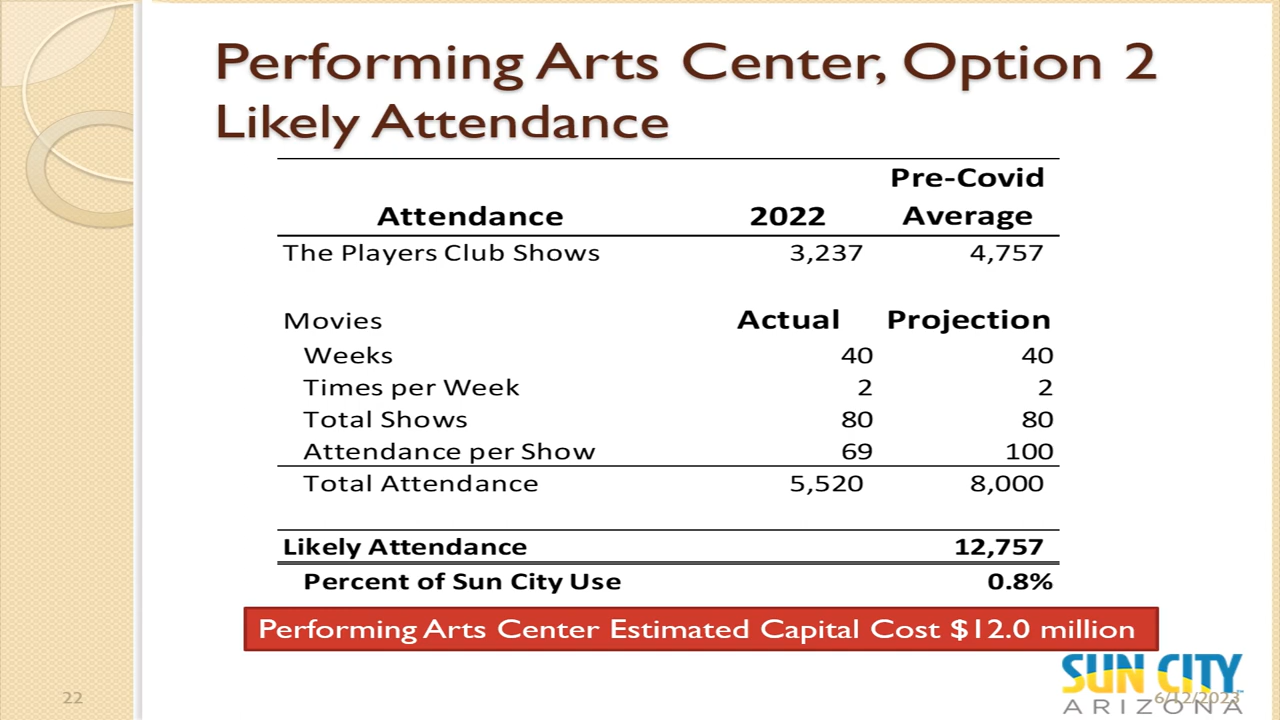 Performing Arts Center, Option 2
Likely Attendance
Pre-Covid
Attendance 2022 Average
The Players Club Shows 3,237 4,757
Movies Actual Projection
Weeks 40 40
Times per Week 2 2
Total Shows 80 80
Attendance per Show 69 100
Total Attendance 5,520 8,000
Likely Attendance 12,757
Percent of Sun City Use 0.8%
Performing Arts Center Estimated Capital Cost $12.0 million
SUN CITY™
22 6/12/2023
ARIZONA